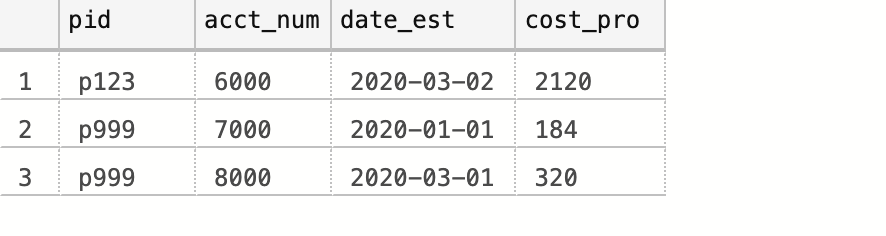 pid acct_num date_est cost_pro
1 p123 6000 2020-03-02 2120
2 p999 7000 2020-01-01 184
3 p999 8000 2020-03-01 320